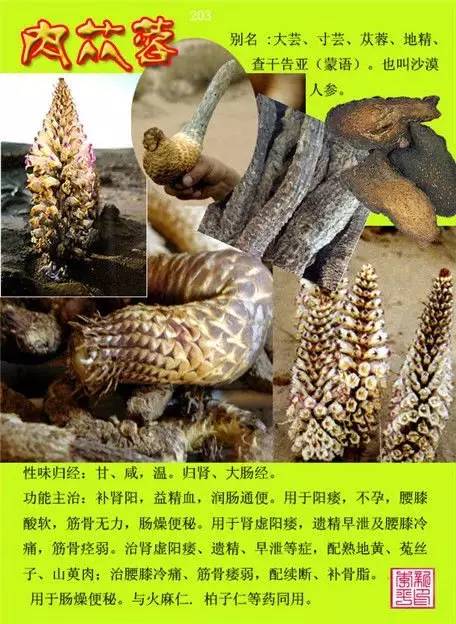 203
肉苁蓉
别名:大芸、寸芸、苁蓉、地精、
查干告亚(蒙语)。也叫沙漠
人参。
性味归经:甘、咸,温。归肾、大肠经。
功能主治:补肾阳,益精血,润肠通便。用于阳痿,不孕,腰膝
酸软,筋骨无力,肠燥便秘。用于肾虚阳痿,遗精早泄及腰膝冷
痛,筋骨痉弱。治肾虚阳痿、遗精、早泄等症,配熟地黄、菟丝
子、山萸肉;治腰膝冷痛、筋骨痿弱,配续断、补骨脂。
用于肠燥便秘。与火麻仁.柏子仁等药同用。